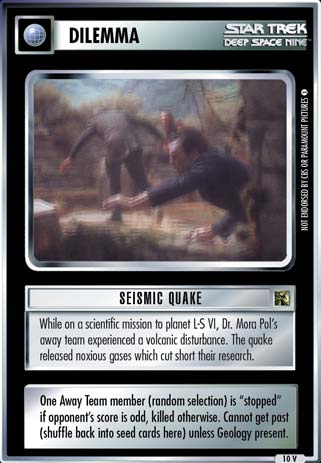 DILEMMA
STAR TREK
DEEP SPACE NINE
NOT ENDORSED BY CBS OR PARAMOUNT PICTURES
SEISMIC QUAKE
While on a scientific mission to planet L-S VI, Dr. Mora Pol's
away team experienced a volcanic disturbance. The quake
released noxious gases which cut short their research.
One Away Team member (random selection) is "stopped"
if opponent's score is odd, killed otherwise. Cannot get past
(shuffle back into seed cards here) unless Geology present.
10 V